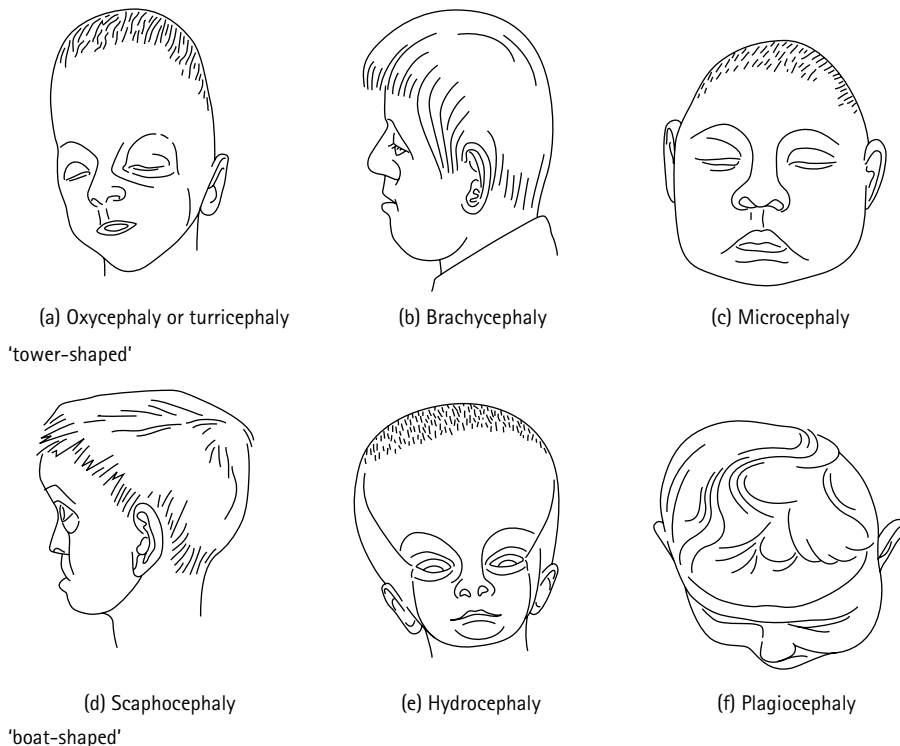 (a) Oxycephaly or turricephaly
(b) Brachycephaly
(c) Microcephaly
‘tower-shaped’
(d) Scaphocephaly
(e) Hydrocephaly
(f) Plagiocephaly
‘boat-shaped’